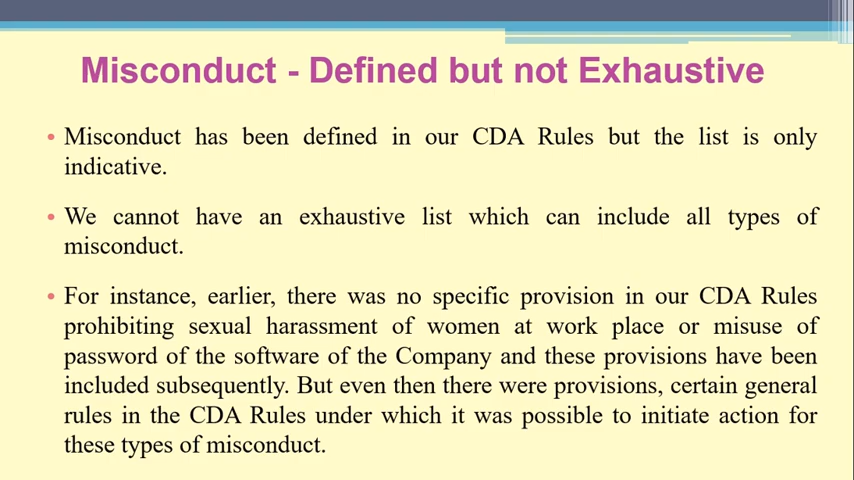 Misconduct - Defined but not Exhaustive
• Misconduct has been defined in our CDA Rules but the list is only
indicative.
• We cannot have an exhaustive list which can include all types of
misconduct.
• For instance, earlier, there was no specific provision in our CDA Rules
prohibiting sexual harassment of women at work place or misuse of
password of the software of the Company and these provisions have been
included subsequently. But even then there were provisions, certain general
rules in the CDA Rules under which it was possible to initiate action for
these types of misconduct.